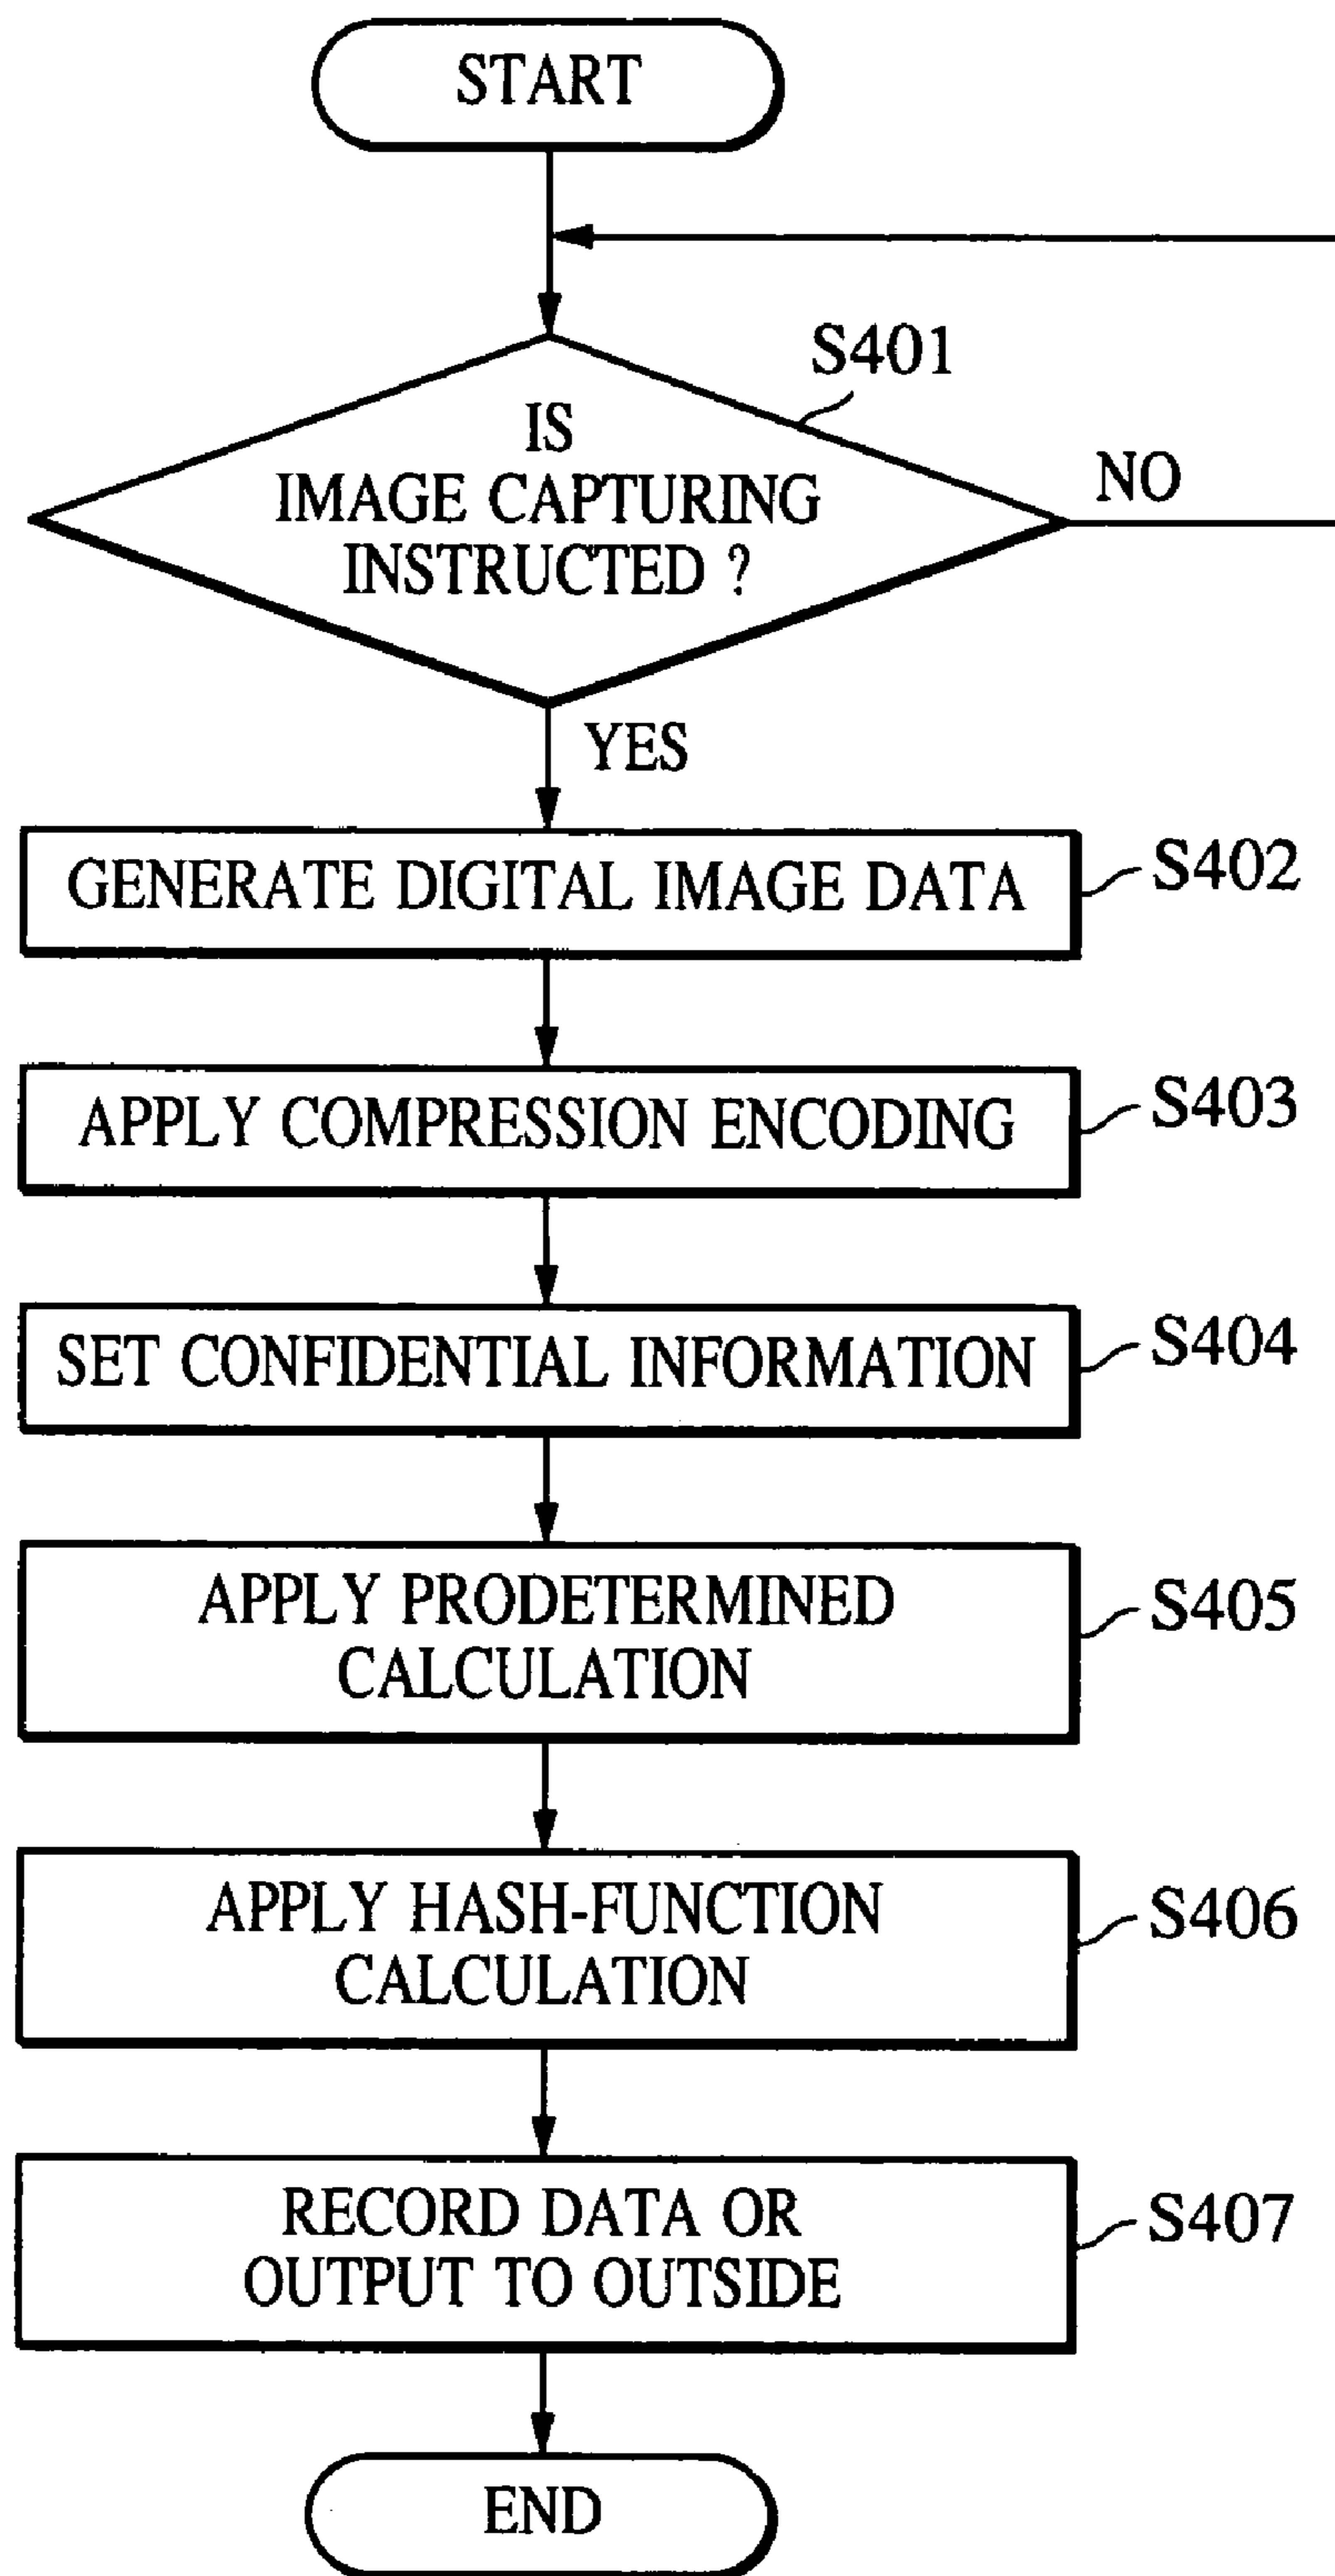 START
S401
IS
IMAGE CAPTURING
INSTRUCTED ?
NO
YES
GENERATE DIGITAL IMAGE DATA
S402
APPLY COMPRESSION ENCODING
S403
SET CONFIDENTIAL INFORMATION
S404
APPLY PRODETERMINED
CALCULATION
S405
APPLY HASH-FUNCTION
CALCULATION
S406
RECORD DATA OR
OUTPUT TO OUTSIDE
S407
END